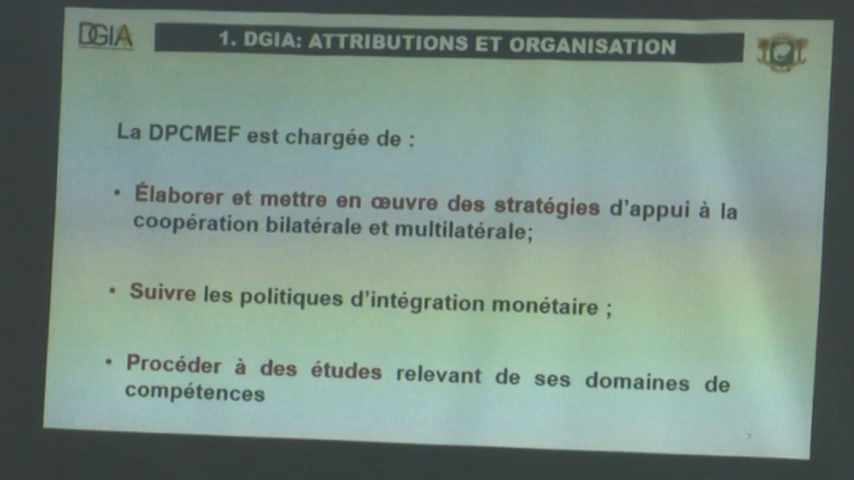 DGIA
1. DGIA: ATTRIBUTIONS ET ORGANISATION
La DPCMEF est chargée de :
• Élaborer et mettre en œuvre des stratégies d'appui à la
coopération bilatérale et multilatérale;
• Suivre les politiques d'intégration monétaire ;
• Procéder à des études relevant de ses domaines de
compétences